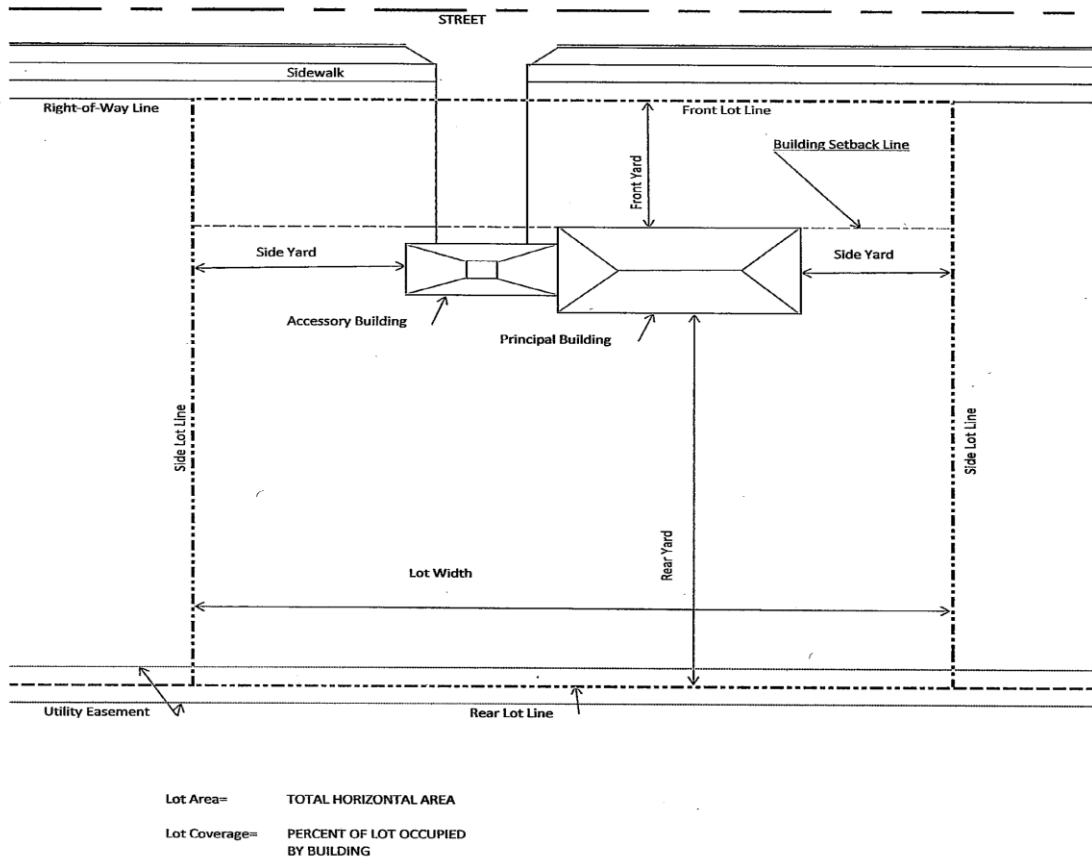 STREET
Sidewalk
Right-of-Way Line
Front Lot Line
Building Setback Line
Front Yard
Side Yard
Side Yard
Accessory Building
Principal Building
Side Lot Line
Side Lot Line
Rear Yard
Lot Width
Utility Easement
Rear Lot Line
Lot Area= TOTAL HORIZONTAL AREA
Lot Coverage= PERCENT OF LOT OCCUPIED
BY BUILDING